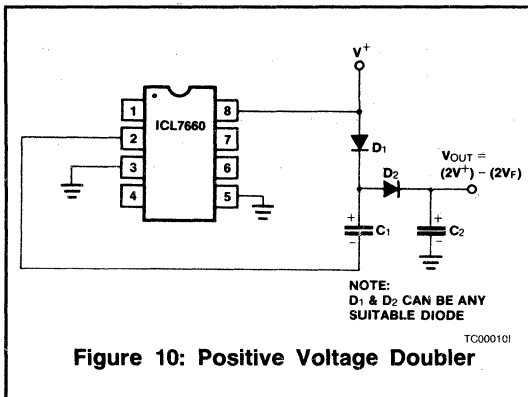 V+
1
8
ICL7660
2
7
3
6
4
5
D1
D2
VOUT =
(2V+) – (2VF)
+
C1
–
+
C2
–
NOTE:
D1 & D2 CAN BE ANY
SUITABLE DIODE
TC00010I
Figure 10: Positive Voltage Doubler